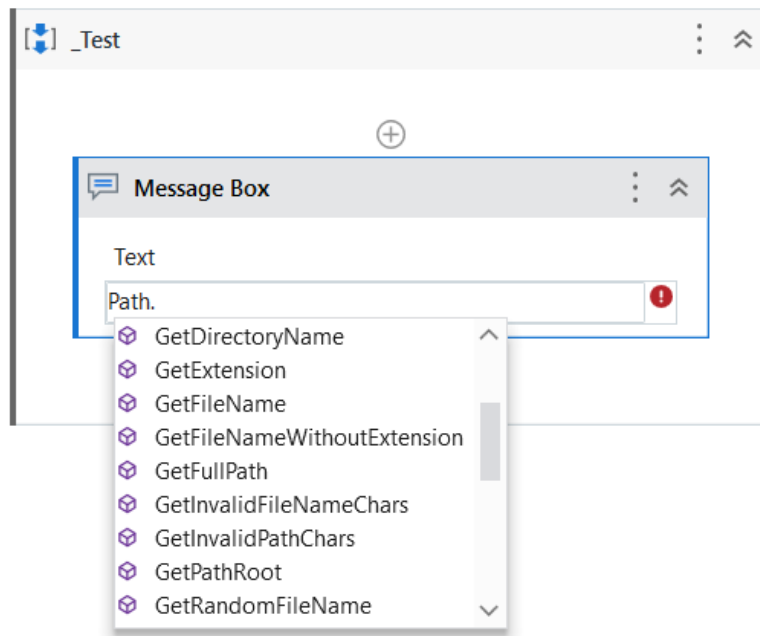 _Test
Message Box
Text
Path.
GetDirectoryName
GetExtension
GetFileName
GetFileNameWithoutExtension
GetFullPath
GetInvalidFileNameChars
GetInvalidPathChars
GetPathRoot
GetRandomFileName